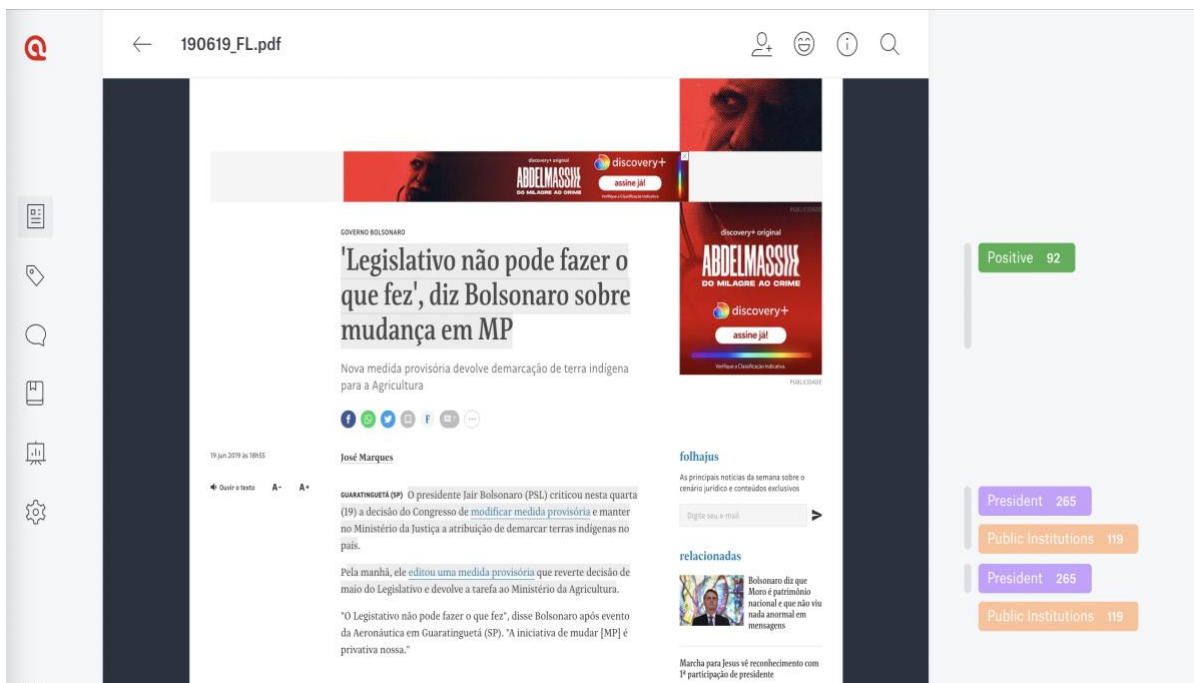 190619_FL.pdf
discovery+ original
ABDELMASSIH
DO MILAGRE AO CRIME
discovery+
assine já!
Verifique a Classificação Indicativa
PUBLICIDADE
GOVERNO BOLSONARO
'Legislativo não pode fazer o
que fez', diz Bolsonaro sobre
mudança em MP
Nova medida provisória devolve demarcação de terra indígena
para a Agricultura
discovery+ original
ABDELMASSIH
DO MILAGRE AO CRIME
discovery+
assine já!
Verifique a Classificação Indicativa.
PUBLICIDADE
Positive 92
19.jun.2019 às 18h55
Ouvir o texto A- A+
José Marques
GUARATINGUETÁ (SP) O presidente Jair Bolsonaro (PSL) criticou nesta quarta
(19) a decisão do Congresso de modificar medida provisória e manter
no Ministério da Justiça a atribuição de demarcar terras indígenas no
país.
Pela manhã, ele editou uma medida provisória que reverte decisão de
maio do Legislativo e devolve a tarefa ao Ministério da Agricultura.
"O Legistativo não pode fazer o que fez", disse Bolsonaro após evento
da Aeronáutica em Guaratinguetá (SP). "A iniciativa de mudar [MP] é
privativa nossa."
folhajus
As principais notícias da semana sobre o
cenário jurídico e conteúdos exclusivos
Digite seu e-mail
relacionadas
Bolsonaro diz que
Moro é patrimônio
nacional e que não viu
nada anormal em
mensagens
Marcha para Jesus vê reconhecimento com
1ª participação de presidente
President 265
Public Institutions 119
President 265
Public Institutions 119